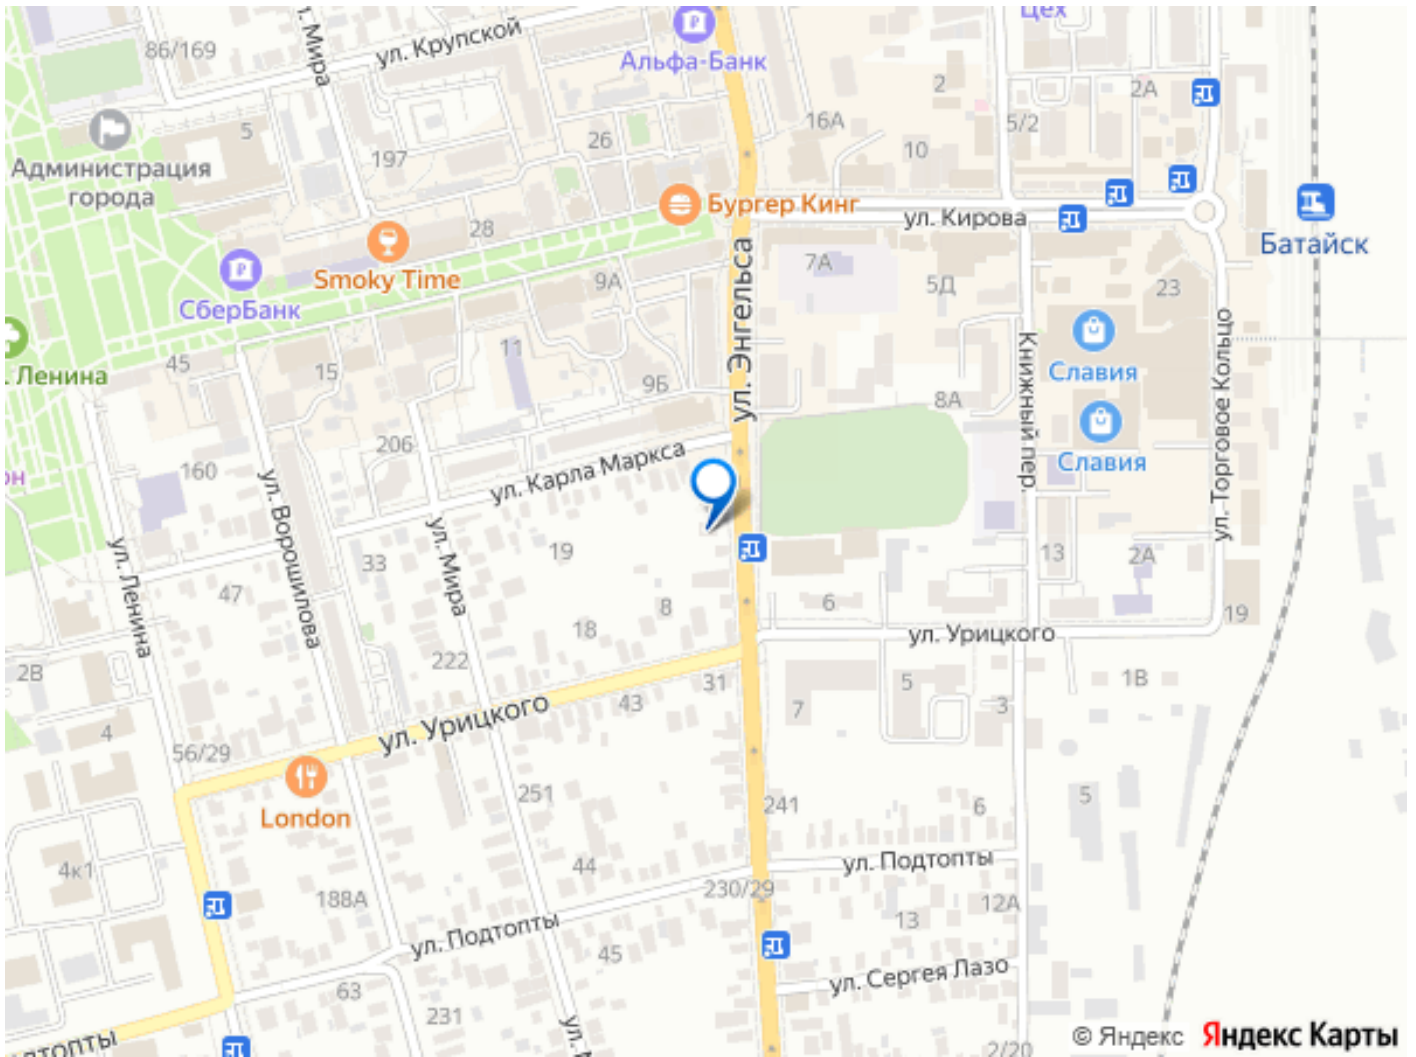 Цех
л. Мира
86/169
ул. Крупской
Альфа-Банк
2
2А
16А
5/2
10
26
5
197
Администрация
города
28
Smoky Time
Бургер Кинг
ул. Кирова
Батайск
СберБанк
9А
7А
5Д
23
ул. Энгельса
Славия
Книжный пер.
ул. Торговое Кольцо
. Ленина
45
15
11
9Б
8А
Славия
206
160
он
ул. Карла Маркса
ул. Ворошилова
ул. Ленина
ул. Мира
47
33
19
13
2А
18
8
6
19
ул. Урицкого
2В
222
31
43
7
5
3
1В
4
56/29
ул. Урицкого
London
251
241
6
5
4к1
44
ул. Подтопты
188А
230/29
13
12А
ул. Подтопты
45
ул. Сергея Лазо
63
231
дтопты
2/20
© Яндекс
Яндекс Карты